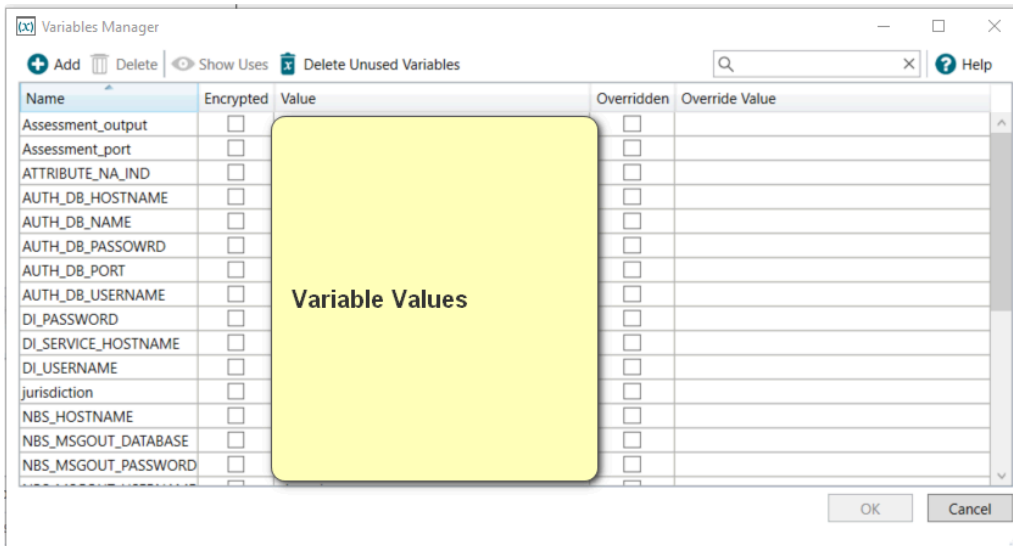 (x) Variables Manager
Add Delete Show Uses Delete Unused Variables Help
Name Encrypted Value Overridden Override Value
Assessment_output
Assessment_port
ATTRIBUTE_NA_IND
AUTH_DB_HOSTNAME
AUTH_DB_NAME
AUTH_DB_PASSOWRD
AUTH_DB_PORT
AUTH_DB_USERNAME
Variable Values
DI_PASSWORD
DI_SERVICE_HOSTNAME
DI_USERNAME
jurisdiction
NBS_HOSTNAME
NBS_MSGOUT_DATABASE
NBS_MSGOUT_PASSWORD
OK Cancel